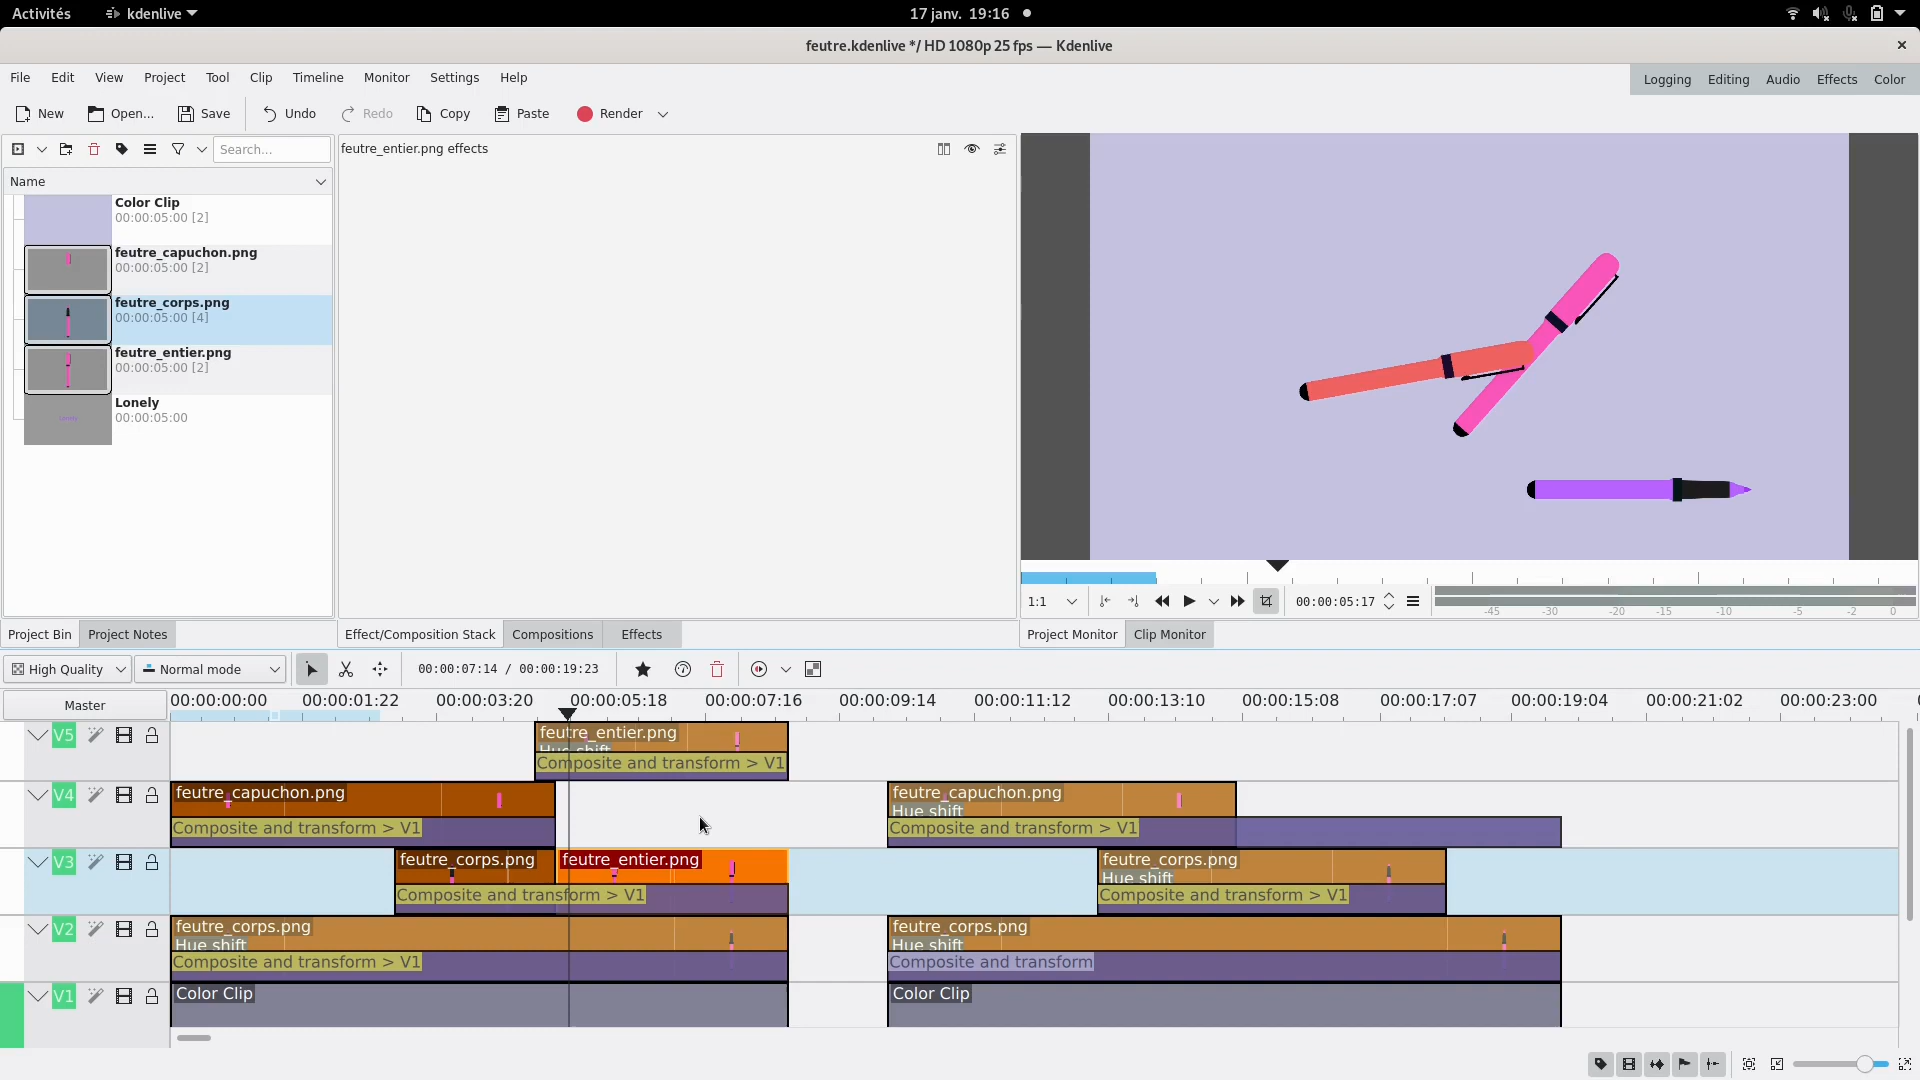 Activités kdenlive 17 janv. 19:16
feutre.kdenlive */ HD 1080p 25 fps — Kdenlive
File Edit View Project Tool Clip Timeline Monitor Settings Help
Logging Editing Audio Effects Color
New Open... Save Undo Redo Copy Paste Render
Search...
feutre_entier.png effects
Name
Color Clip
00:00:05:00 [2]
feutre_capuchon.png
00:00:05:00 [2]
feutre_corps.png
00:00:05:00 [4]
feutre_entier.png
00:00:05:00 [2]
Lonely
00:00:05:00
1:1 00:00:05:17
-45 -30 -20 -15 -10 -5 -2 0
Project Bin Project Notes Effect/Composition Stack Compositions Effects Project Monitor Clip Monitor
High Quality Normal mode 00:00:07:14 / 00:00:19:23
Master 00:00:00:00 00:00:01:22 00:00:03:20 00:00:05:18 00:00:07:16 00:00:09:14 00:00:11:12 00:00:13:10 00:00:15:08 00:00:17:07 00:00:19:04 00:00:21:02 00:00:23:00
V5 feutre_entier.png
Hue shift
Composite and transform > V1
V4 feutre_capuchon.png feutre_capuchon.png
Hue shift
Composite and transform > V1 Composite and transform > V1
V3 feutre_corps.png feutre_entier.png feutre_corps.png
Hue shift
Composite and transform > V1 Composite and transform > V1
V2 feutre_corps.png feutre_corps.png
Hue shift Hue shift
Composite and transform > V1 Composite and transform
V1 Color Clip Color Clip